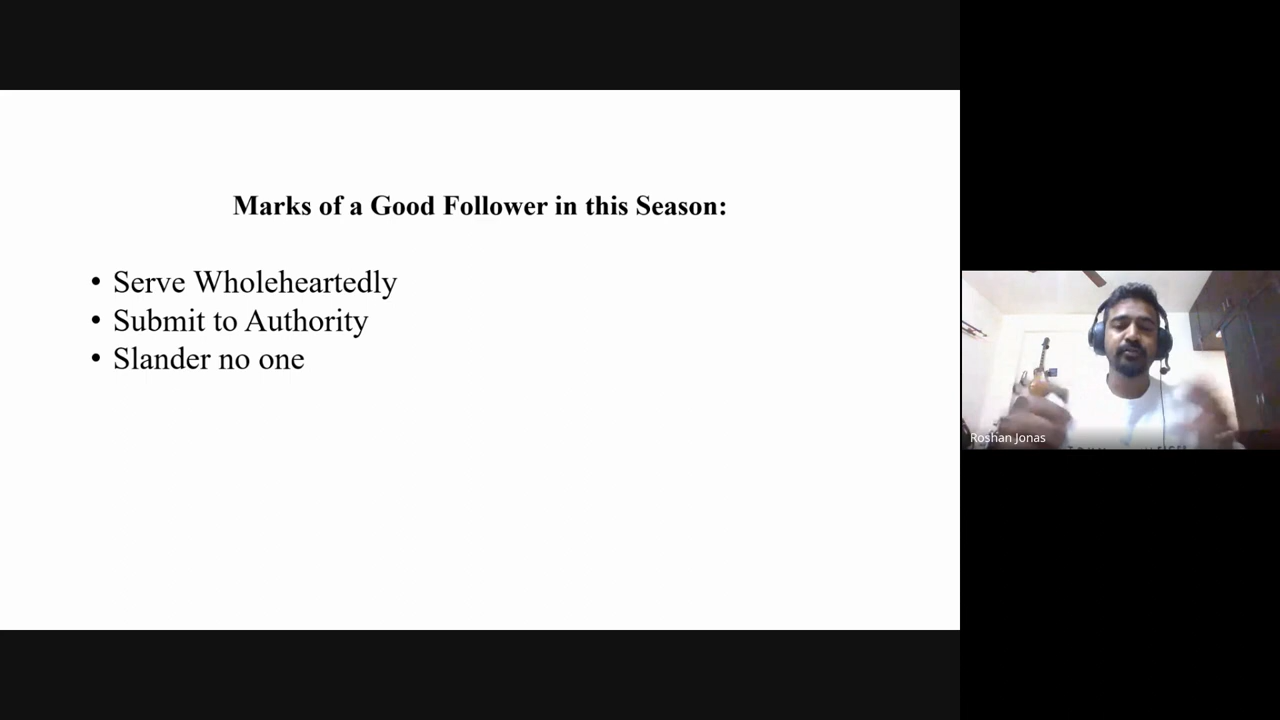 Marks of a Good Follower in this Season:
• Serve Wholeheartedly
• Submit to Authority
• Slander no one
Roshan Jonas